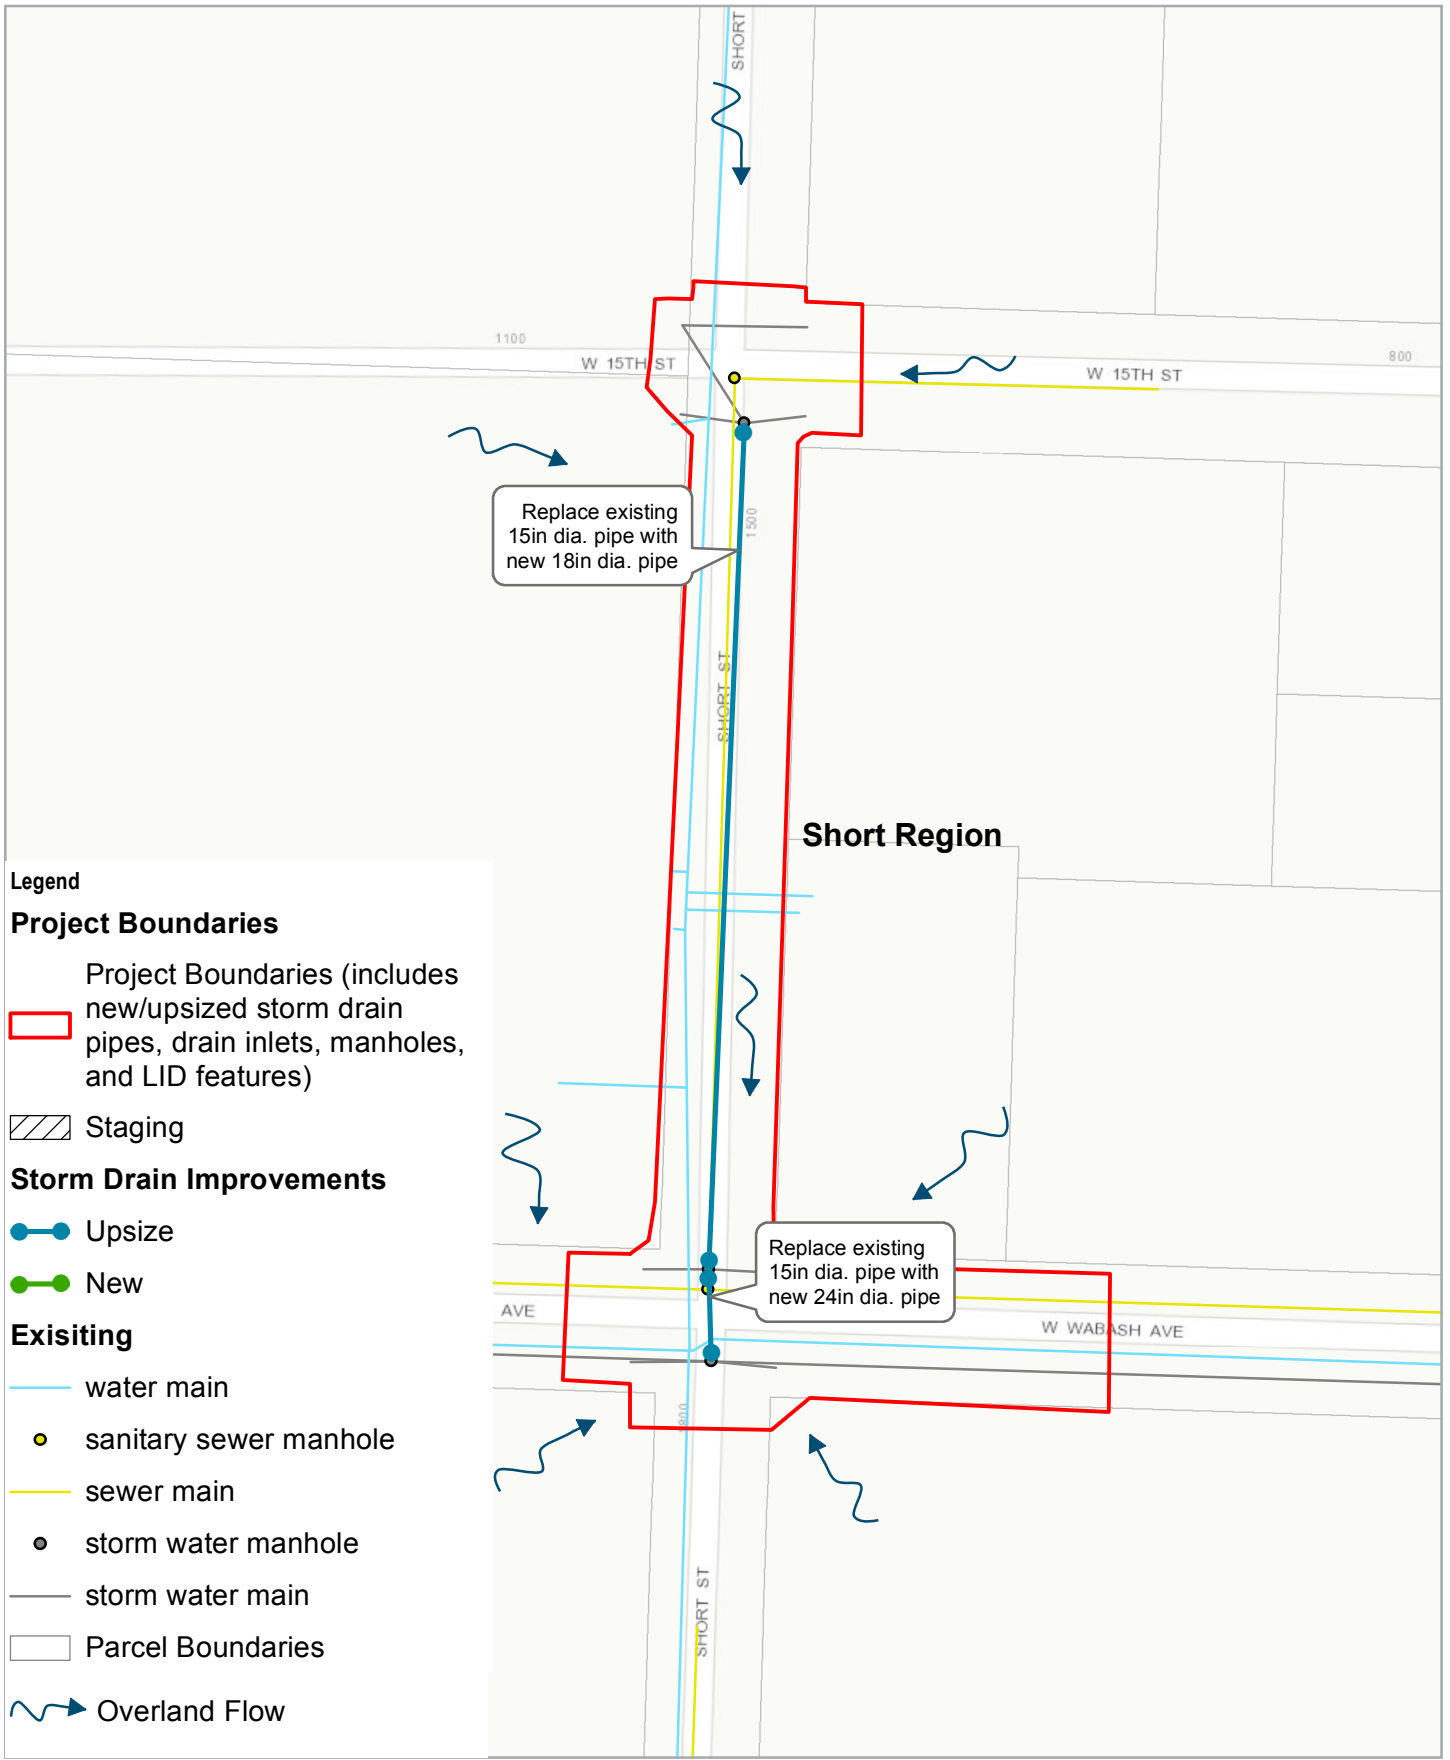 SHORT
1100
W 15TH ST
W 15TH ST
800
Replace existing
15in dia. pipe with
new 18in dia. pipe
1500
SHORT ST
Short Region
Legend
Project Boundaries
Project Boundaries (includes
new/upsized storm drain
pipes, drain inlets, manholes,
and LID features)
Staging
Storm Drain Improvements
Upsize
New
Exisiting
water main
sanitary sewer manhole
sewer main
storm water manhole
storm water main
Parcel Boundaries
Overland Flow
Replace existing
15in dia. pipe with
new 24in dia. pipe
AVE
W WABASH AVE
SHORT ST